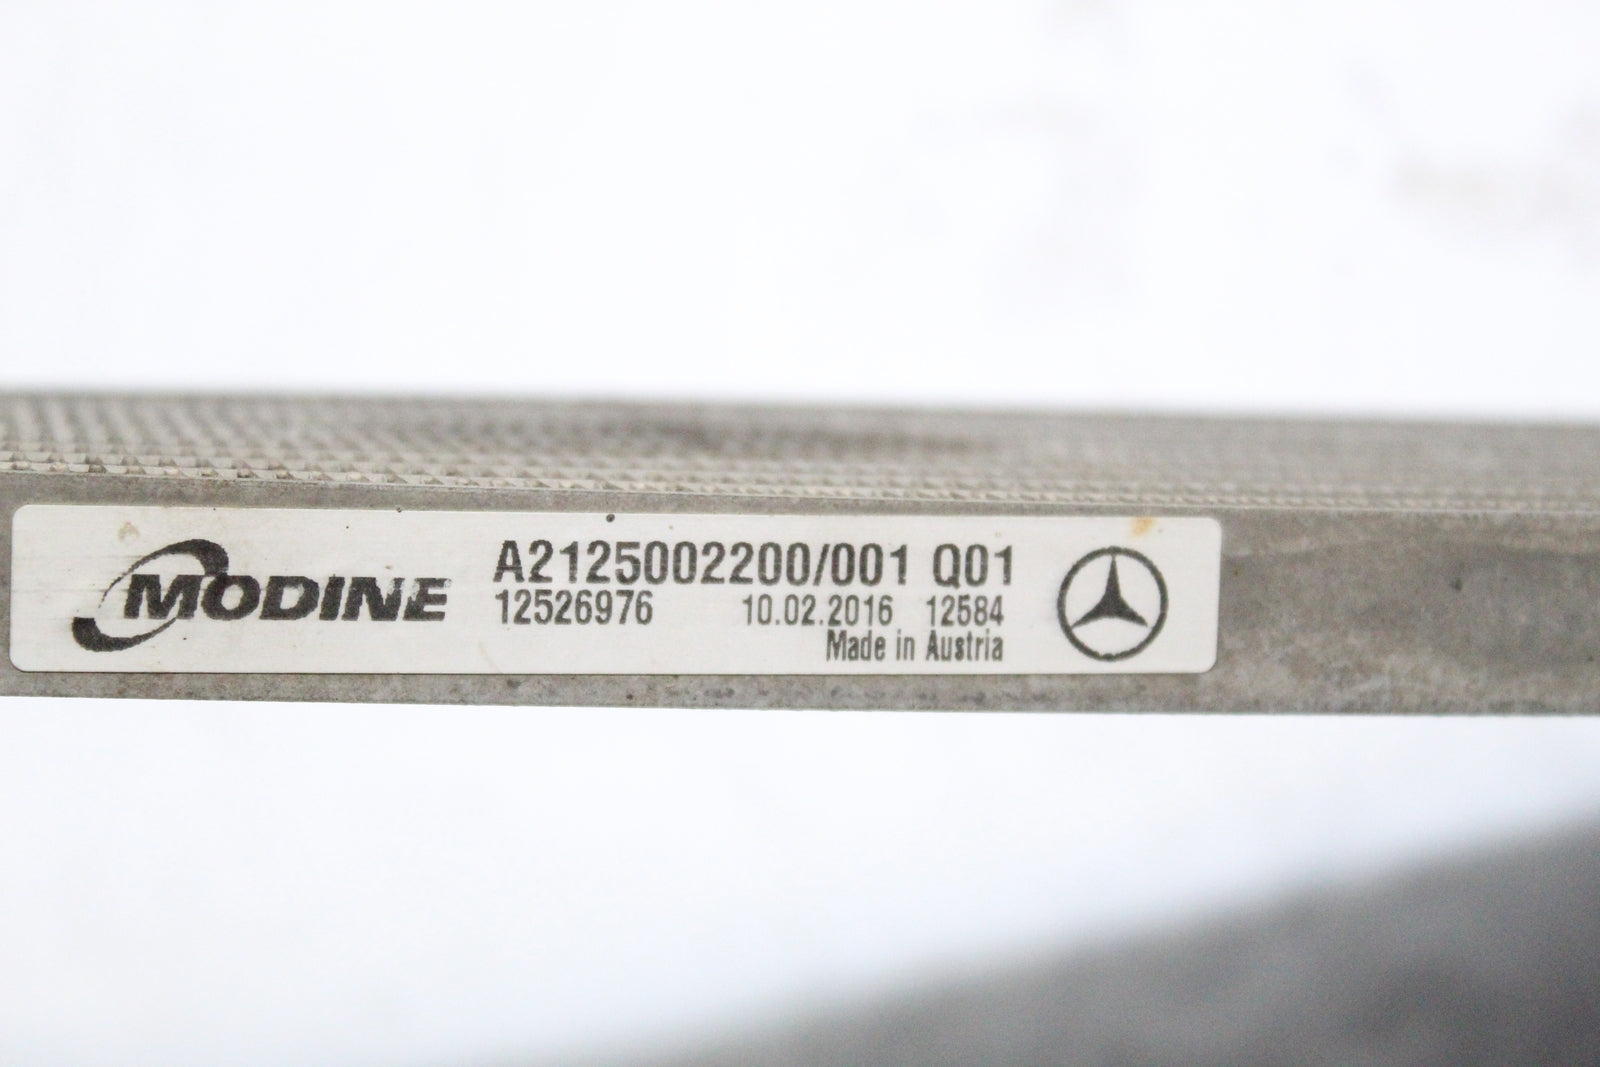 MODINE
A2125002200/001 Q01
12526976 10.02.2016 12584
Made in Austria